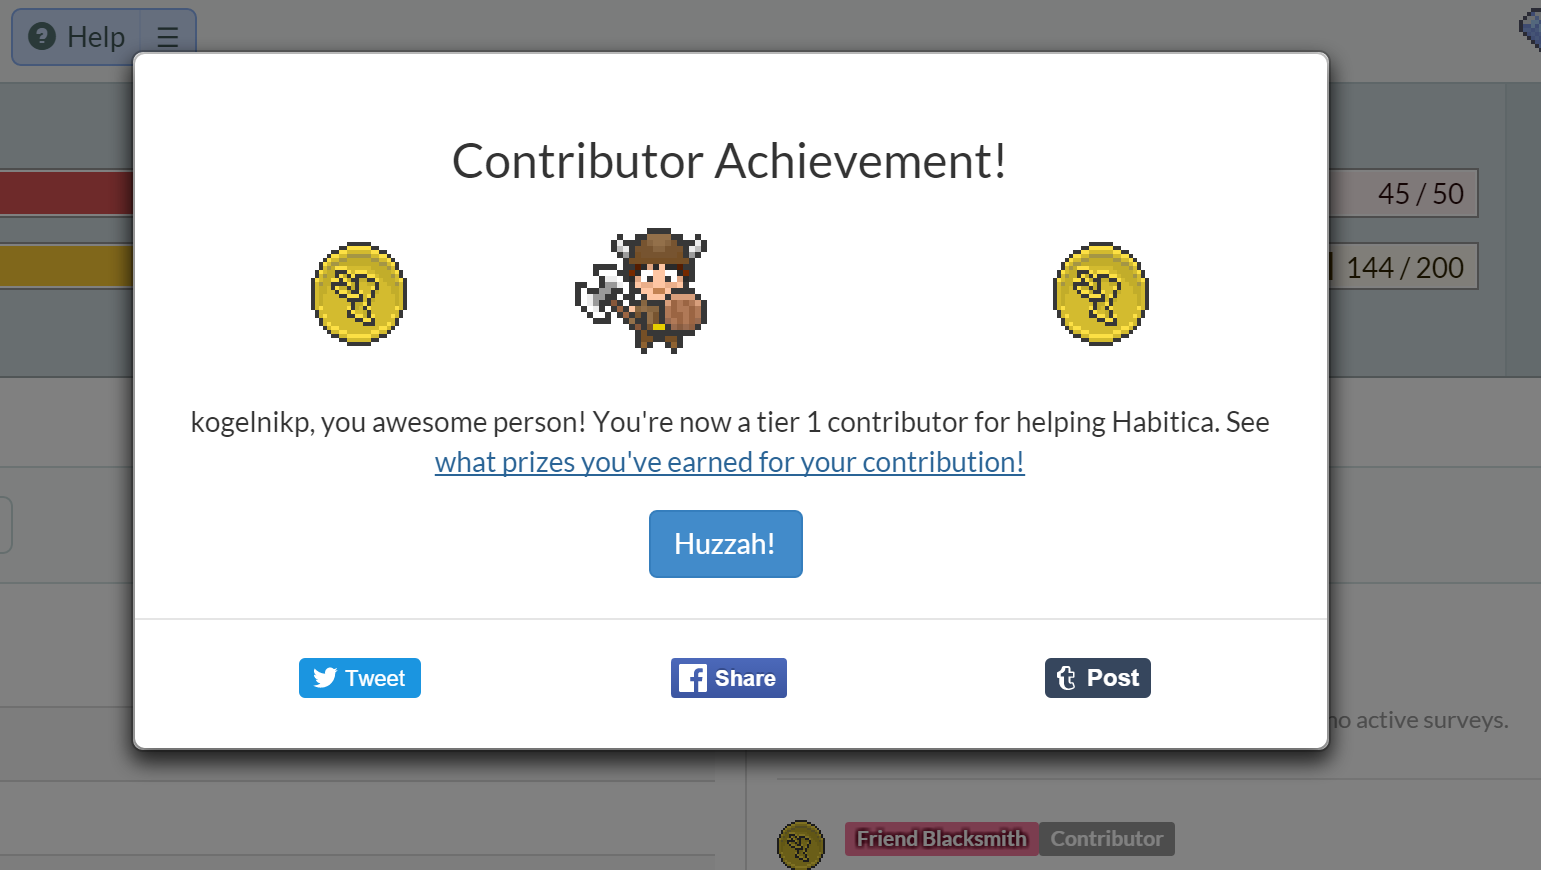 Help
45 / 50
144 / 200
Contributor Achievement!
kogelnikp, you awesome person! You're now a tier 1 contributor for helping Habitica. See
what prizes you've earned for your contribution!
Huzzah!
Tweet
Share
Post
no active surveys.
Friend Blacksmith Contributor